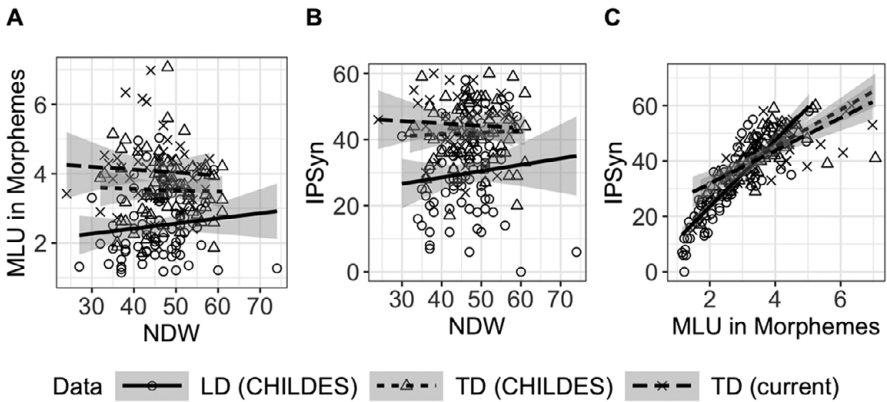 A
MLU in Morphemes
6
4
2
30 40 50 60 70
NDW
B
IPSyn
60
40
20
0
30 40 50 60 70
NDW
C
IPSyn
60
40
20
0
2 4 6
MLU in Morphemes
Data LD (CHILDES) TD (CHILDES) TD (current)